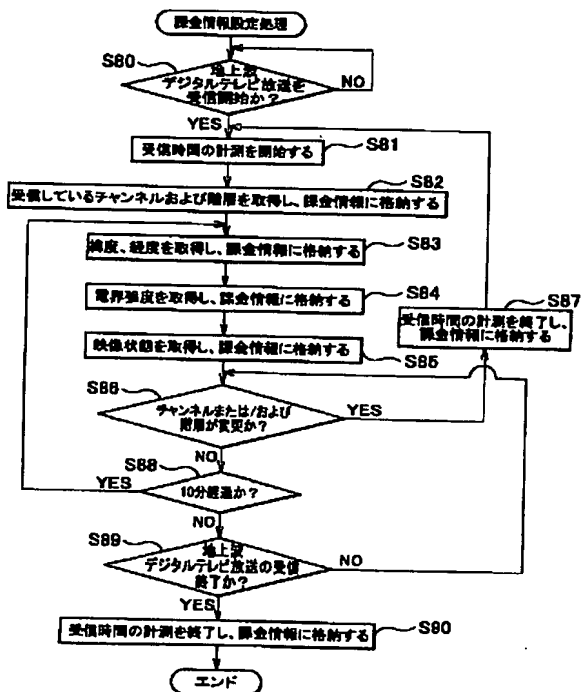 課金情報設定処理
S80
地上波
デジタルテレビ放送を
受信開始か?
NO
YES
受信時間の計測を開始する
S81
S82
受信しているチャンネルおよび階層を取得し、課金情報に格納する
緯度、経度を取得し、課金情報に格納する
S83
電界強度を取得し、課金情報に格納する
S84
S87
受信時間の計測を終了し、
課金情報に格納する
映像状態を取得し、課金情報に格納する
S85
S86
チャンネルまたは/および
階層が変更か?
YES
NO
S88
YES
10分経過か?
NO
S89
地上波
デジタルテレビ放送の受信
終了か?
NO
YES
受信時間の計測を終了し、課金情報に格納する
S90
エンド